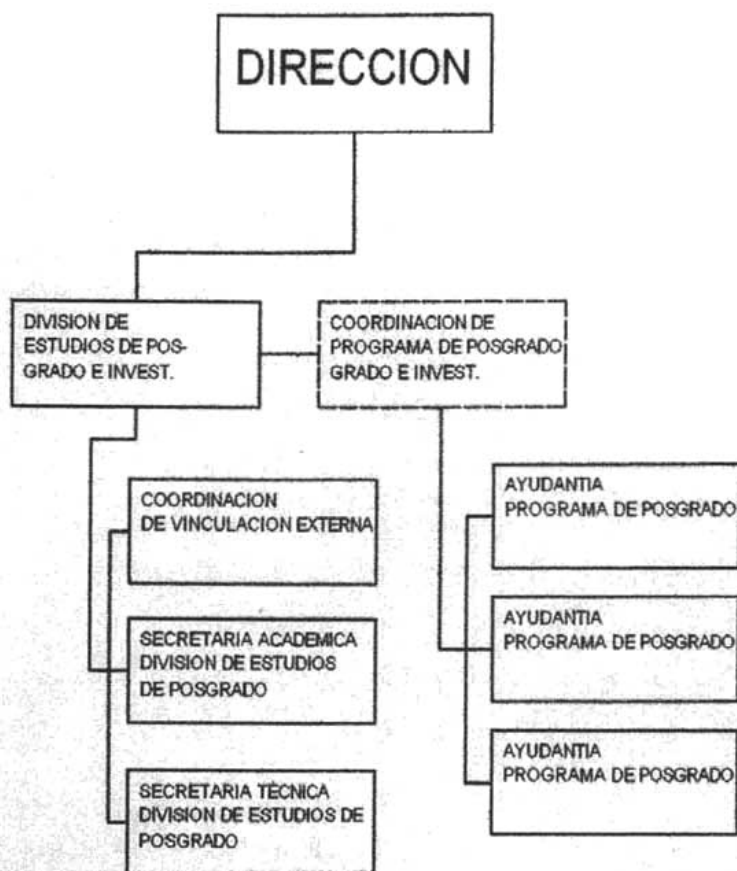 DIRECCION
DIVISION DE
ESTUDIOS DE POS-
GRADO E INVEST.
COORDINACION DE
PROGRAMA DE POSGRADO
GRADO E INVEST.
COORDINACION
DE VINCULACION EXTERNA
SECRETARIA ACADEMICA
DIVISION DE ESTUDIOS
DE POSGRADO
SECRETARIA TÉCNICA
DIVISION DE ESTUDIOS DE
POSGRADO
AYUDANTIA
PROGRAMA DE POSGRADO
AYUDANTIA
PROGRAMA DE POSGRADO
AYUDANTIA
PROGRAMA DE POSGRADO